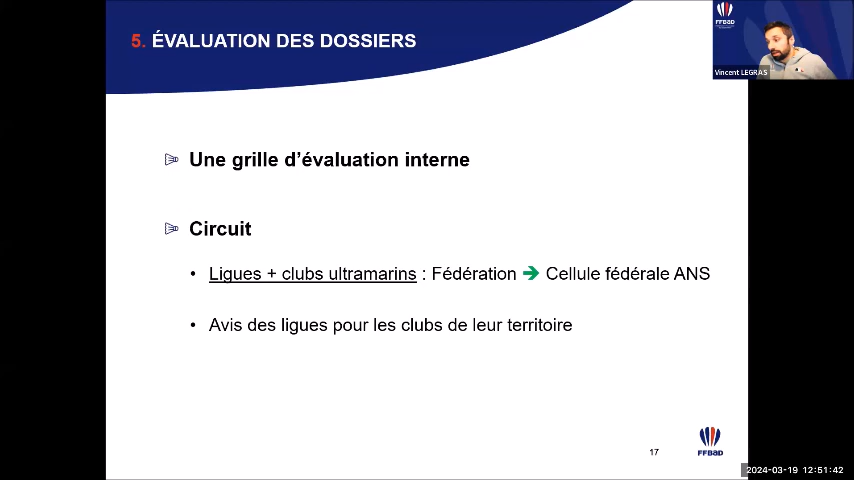 5. ÉVALUATION DES DOSSIERS
FFBaD
Vincent LEGRAS
Une grille d’évaluation interne
Circuit
• Ligues + clubs ultramarins : Fédération ➔ Cellule fédérale ANS
• Avis des ligues pour les clubs de leur territoire
17
FFBaD
2024-03-19 12:51:42